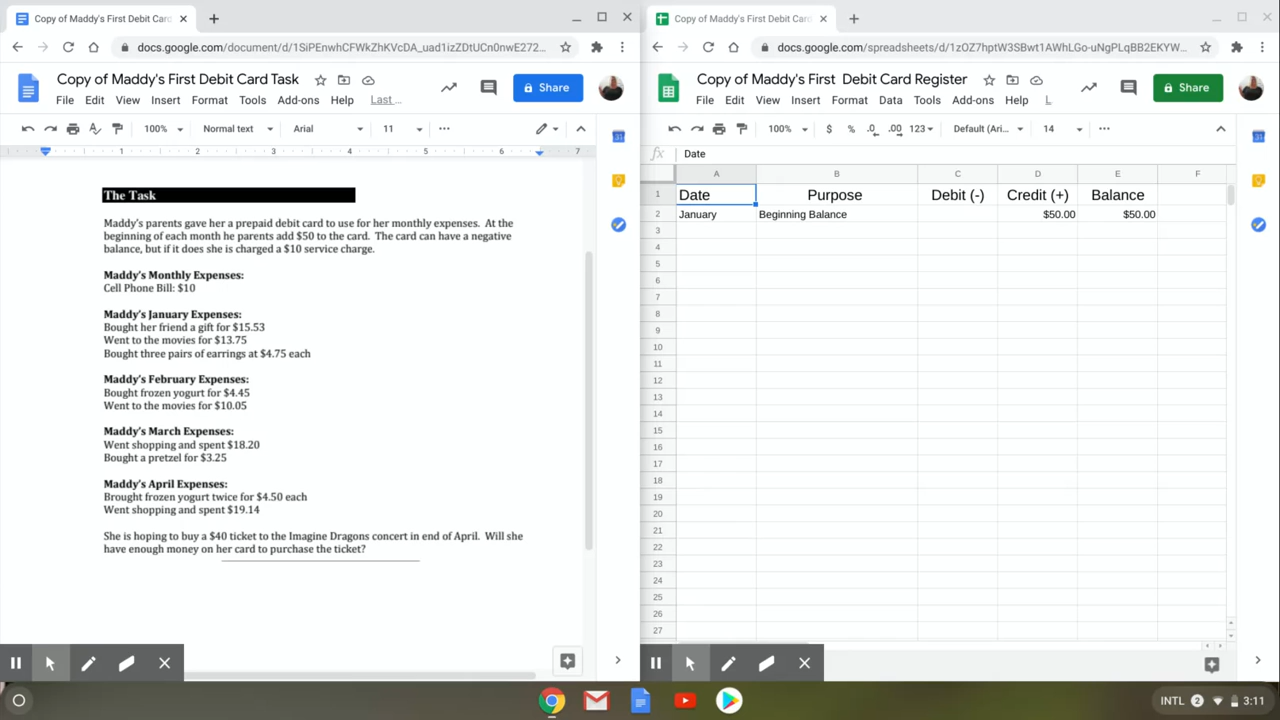 Copy of Maddy's First Debit Card
docs.google.com/document/d/1SiPEnwhCFWkZhKVcDA_uad1izZDtUCn0nwE272...
Copy of Maddy's First Debit Card Task
File Edit View Insert Format Tools Add-ons Help Last ...
Share
100% Normal text Arial 11
1 2 3 4 5 6 7
The Task
Maddy's parents gave her a prepaid debit card to use for her monthly expenses. At the
beginning of each month he parents add $50 to the card. The card can have a negative
balance, but if it does she is charged a $10 service charge.
Maddy's Monthly Expenses:
Cell Phone Bill: $10
Maddy's January Expenses:
Bought her friend a gift for $15.53
Went to the movies for $13.75
Bought three pairs of earrings at $4.75 each
Maddy's February Expenses:
Bought frozen yogurt for $4.45
Went to the movies for $10.05
Maddy's March Expenses:
Went shopping and spent $18.20
Bought a pretzel for $3.25
Maddy's April Expenses:
Brought frozen yogurt twice for $4.50 each
Went shopping and spent $19.14
She is hoping to buy a $40 ticket to the Imagine Dragons concert in end of April. Will she
have enough money on her card to purchase the ticket?
Copy of Maddy's First Debit Card
docs.google.com/spreadsheets/d/1zOZ7hptW3SBwt1AWhLGo-uNgPLqBB2EKYW...
Copy of Maddy's First Debit Card Register
File Edit View Insert Format Data Tools Add-ons Help
Share
100% $ % .0 .00 123 Default (Ari... 14
fx Date
A B C D E F
1 Date Purpose Debit (-) Credit (+) Balance
2 January Beginning Balance $50.00 $50.00
3
4
5
6
7
8
9
10
11
12
13
14
15
16
17
18
19
20
21
22
23
24
25
26
27
INTL 2 3:11